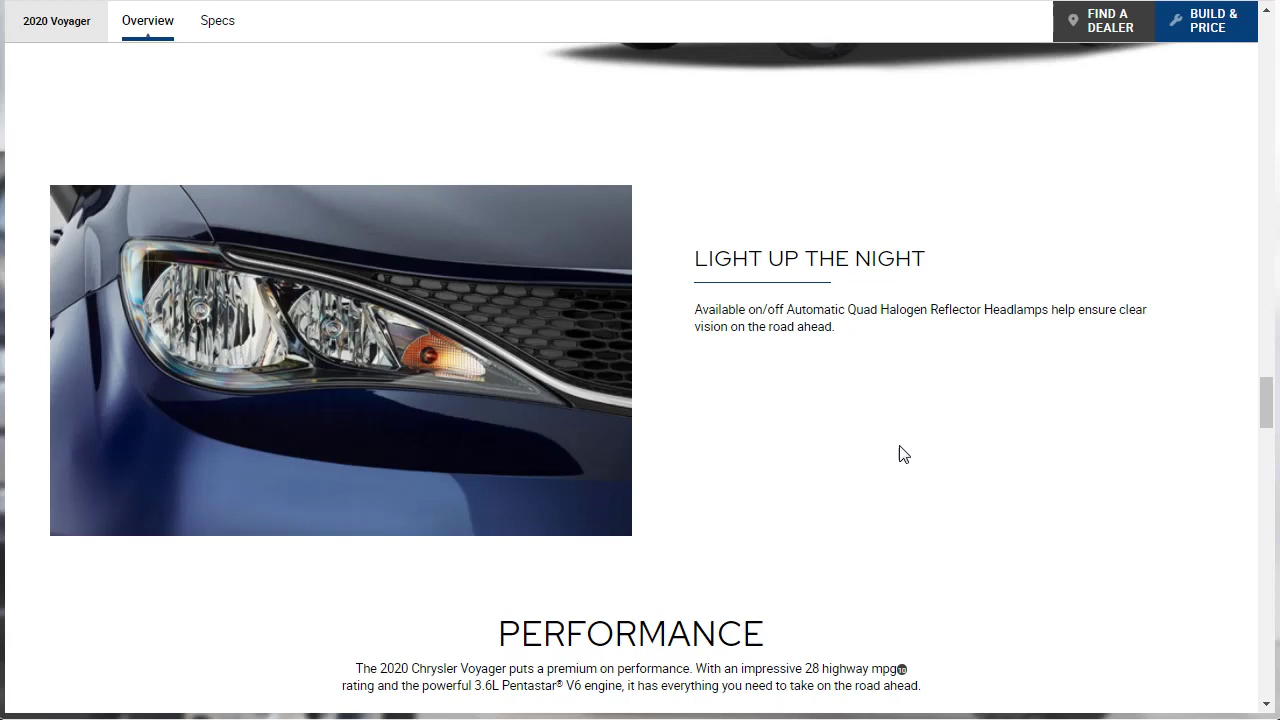 2020 Voyager
Overview
Specs
FIND A
DEALER
BUILD &
PRICE
LIGHT UP THE NIGHT
Available on/off Automatic Quad Halogen Reflector Headlamps help ensure clear
vision on the road ahead.
PERFORMANCE
The 2020 Chrysler Voyager puts a premium on performance. With an impressive 28 highway mpg
rating and the powerful 3.6L Pentastar® V6 engine, it has everything you need to take on the road ahead.